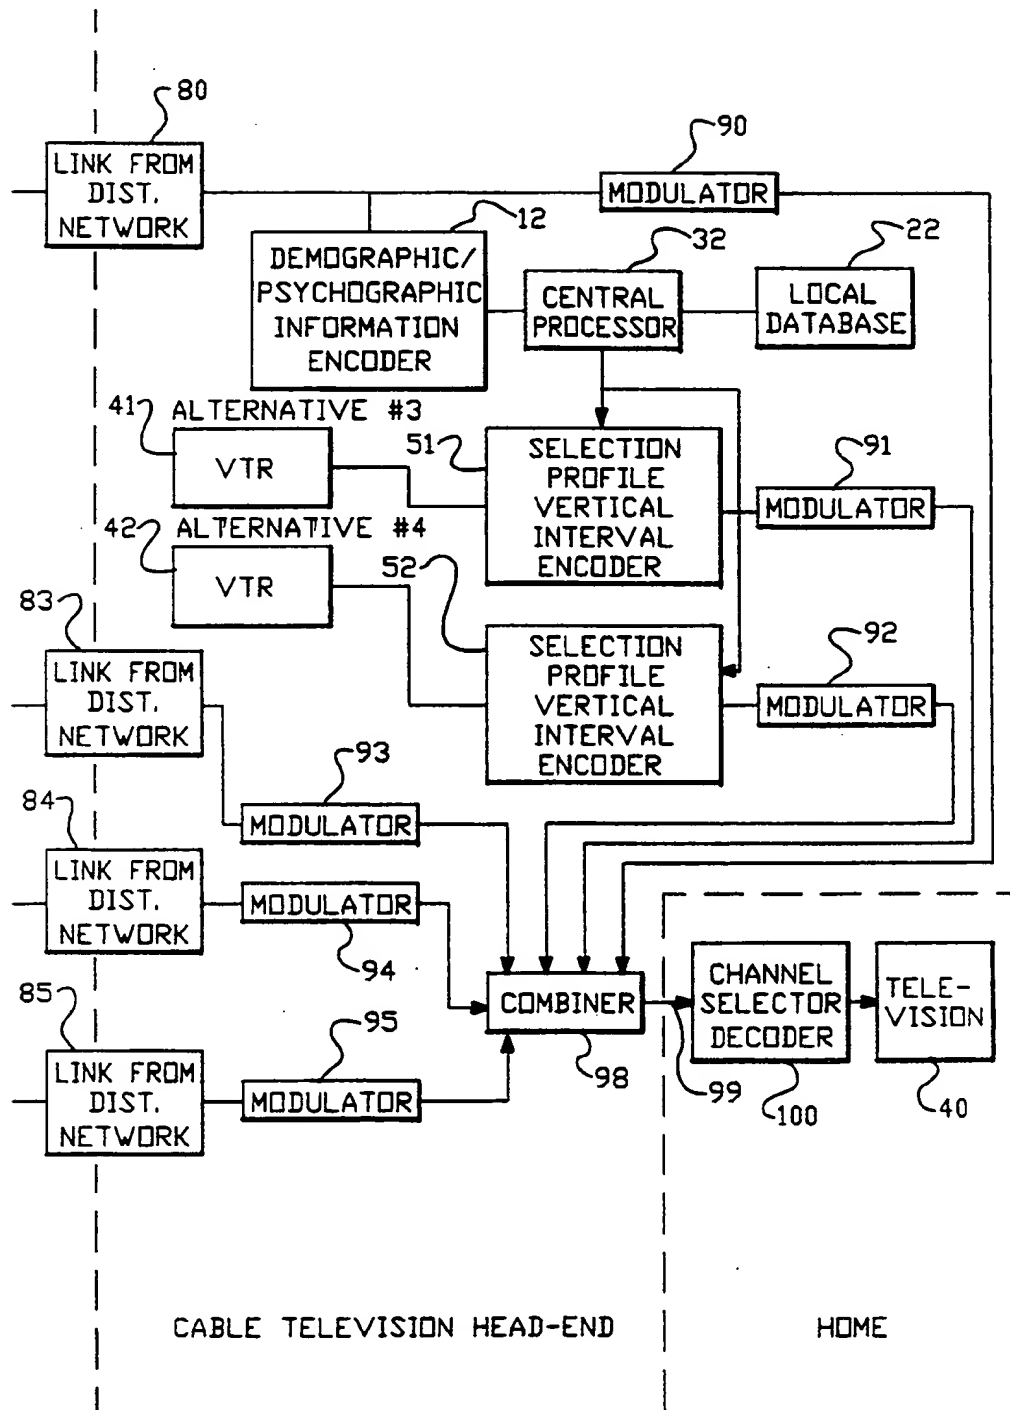 80
LINK FROM
DIST.
NETWORK
90
MODULATOR
12
DEMOGRAPHIC/
PSYCHOGRAPHIC
INFORMATION
ENCODER
32
CENTRAL
PROCESSOR
22
LOCAL
DATABASE
41
ALTERNATIVE #3
VTR
51
SELECTION
PROFILE
VERTICAL
INTERVAL
ENCODER
91
MODULATOR
42
ALTERNATIVE #4
VTR
52
SELECTION
PROFILE
VERTICAL
INTERVAL
ENCODER
92
MODULATOR
83
LINK FROM
DIST.
NETWORK
93
MODULATOR
84
LINK FROM
DIST.
NETWORK
MODULATOR
94
85
LINK FROM
DIST.
NETWORK
95
MODULATOR
COMBINER
98
99
CHANNEL
SELECTOR
DECODER
100
TELE-
VISION
40
CABLE TELEVISION HEAD-END
HOME